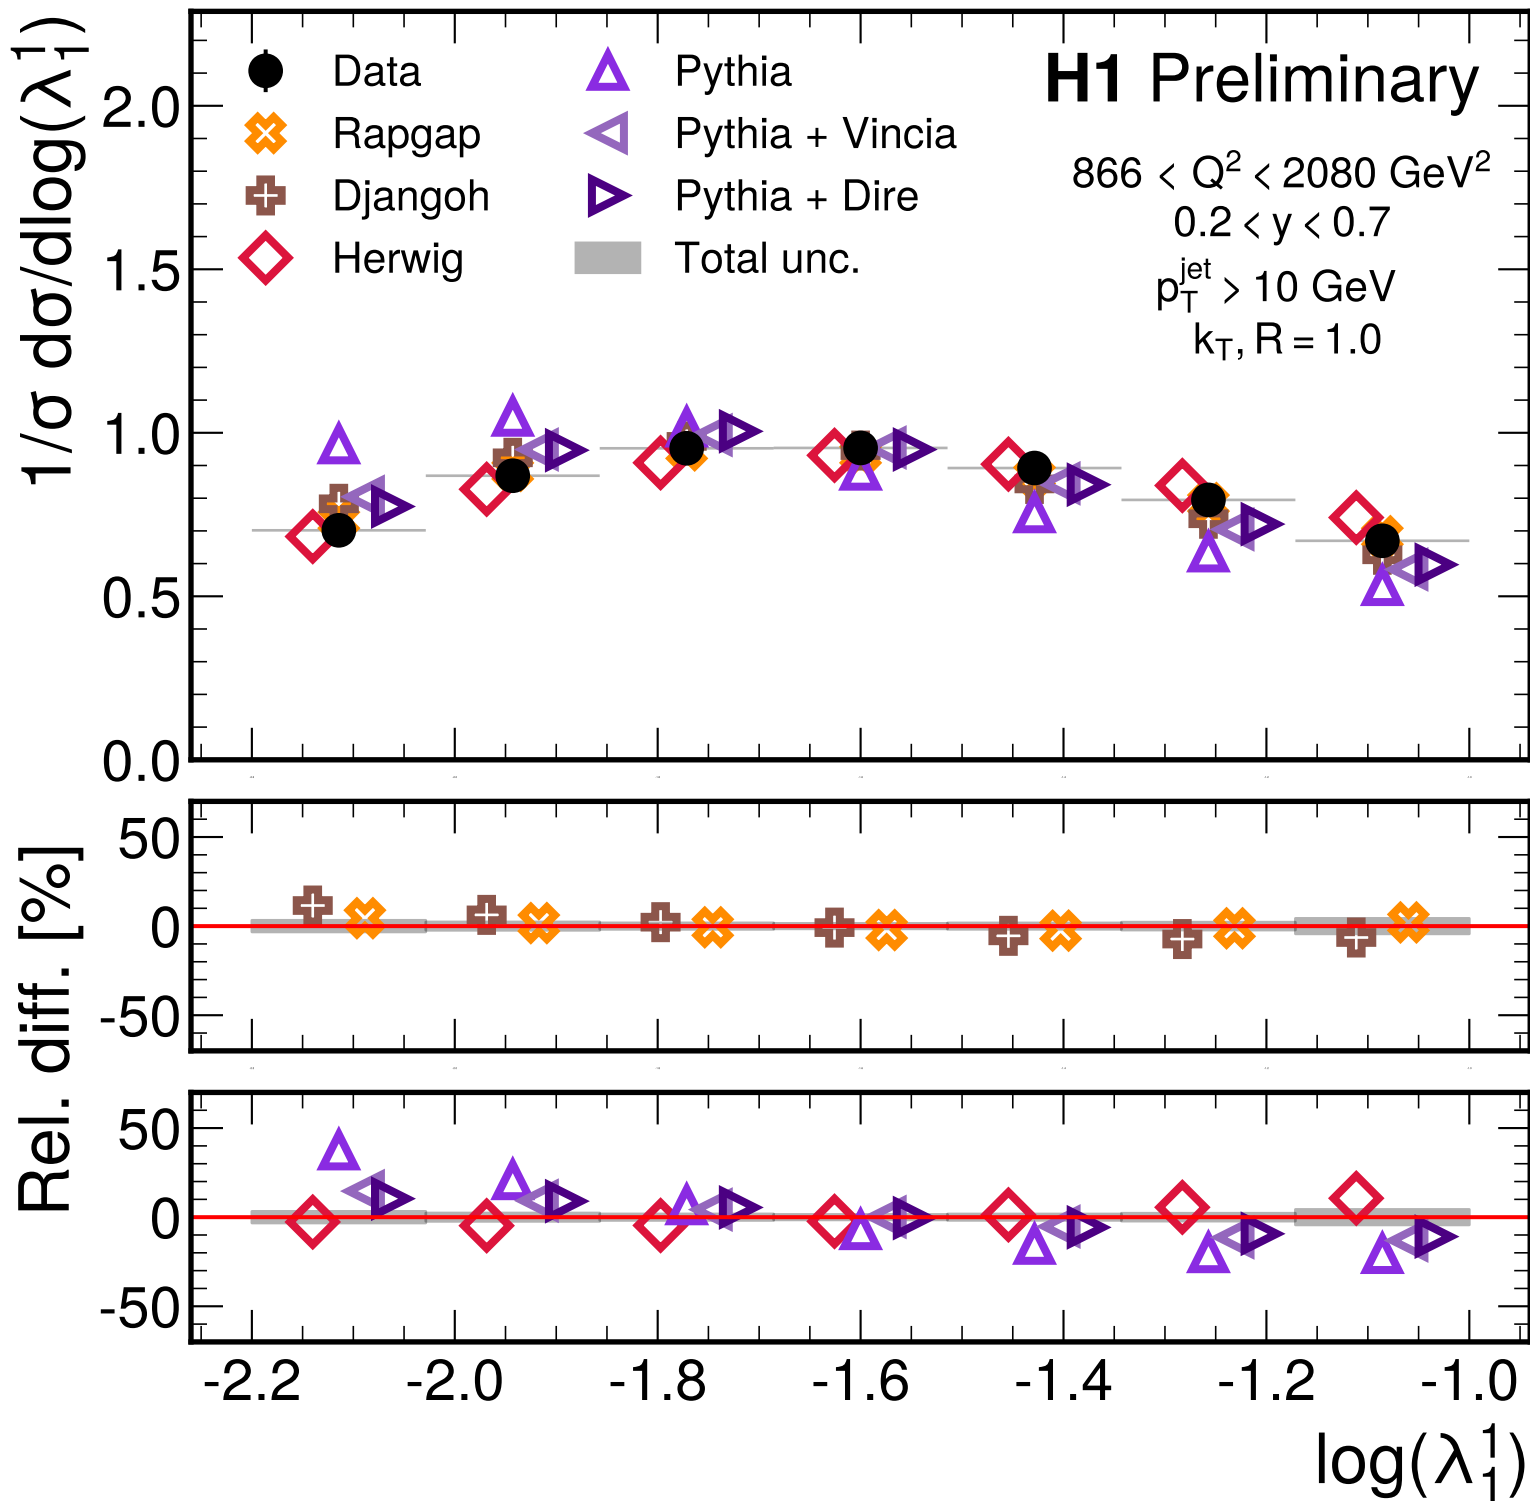 1/σ dσ/dlog(λ₁¹)
2.0
1.5
1.0
0.5
0.0
Data
Rapgap
Djangoh
Herwig
Pythia
Pythia + Vincia
Pythia + Dire
Total unc.
H1 Preliminary
866 < Q² < 2080 GeV²
0.2 < y < 0.7
p_T^jet > 10 GeV
k_T, R = 1.0
Rel. diff. [%]
50
0
-50
50
0
-50
-2.2 -2.0 -1.8 -1.6 -1.4 -1.2 -1.0
log(λ₁¹)